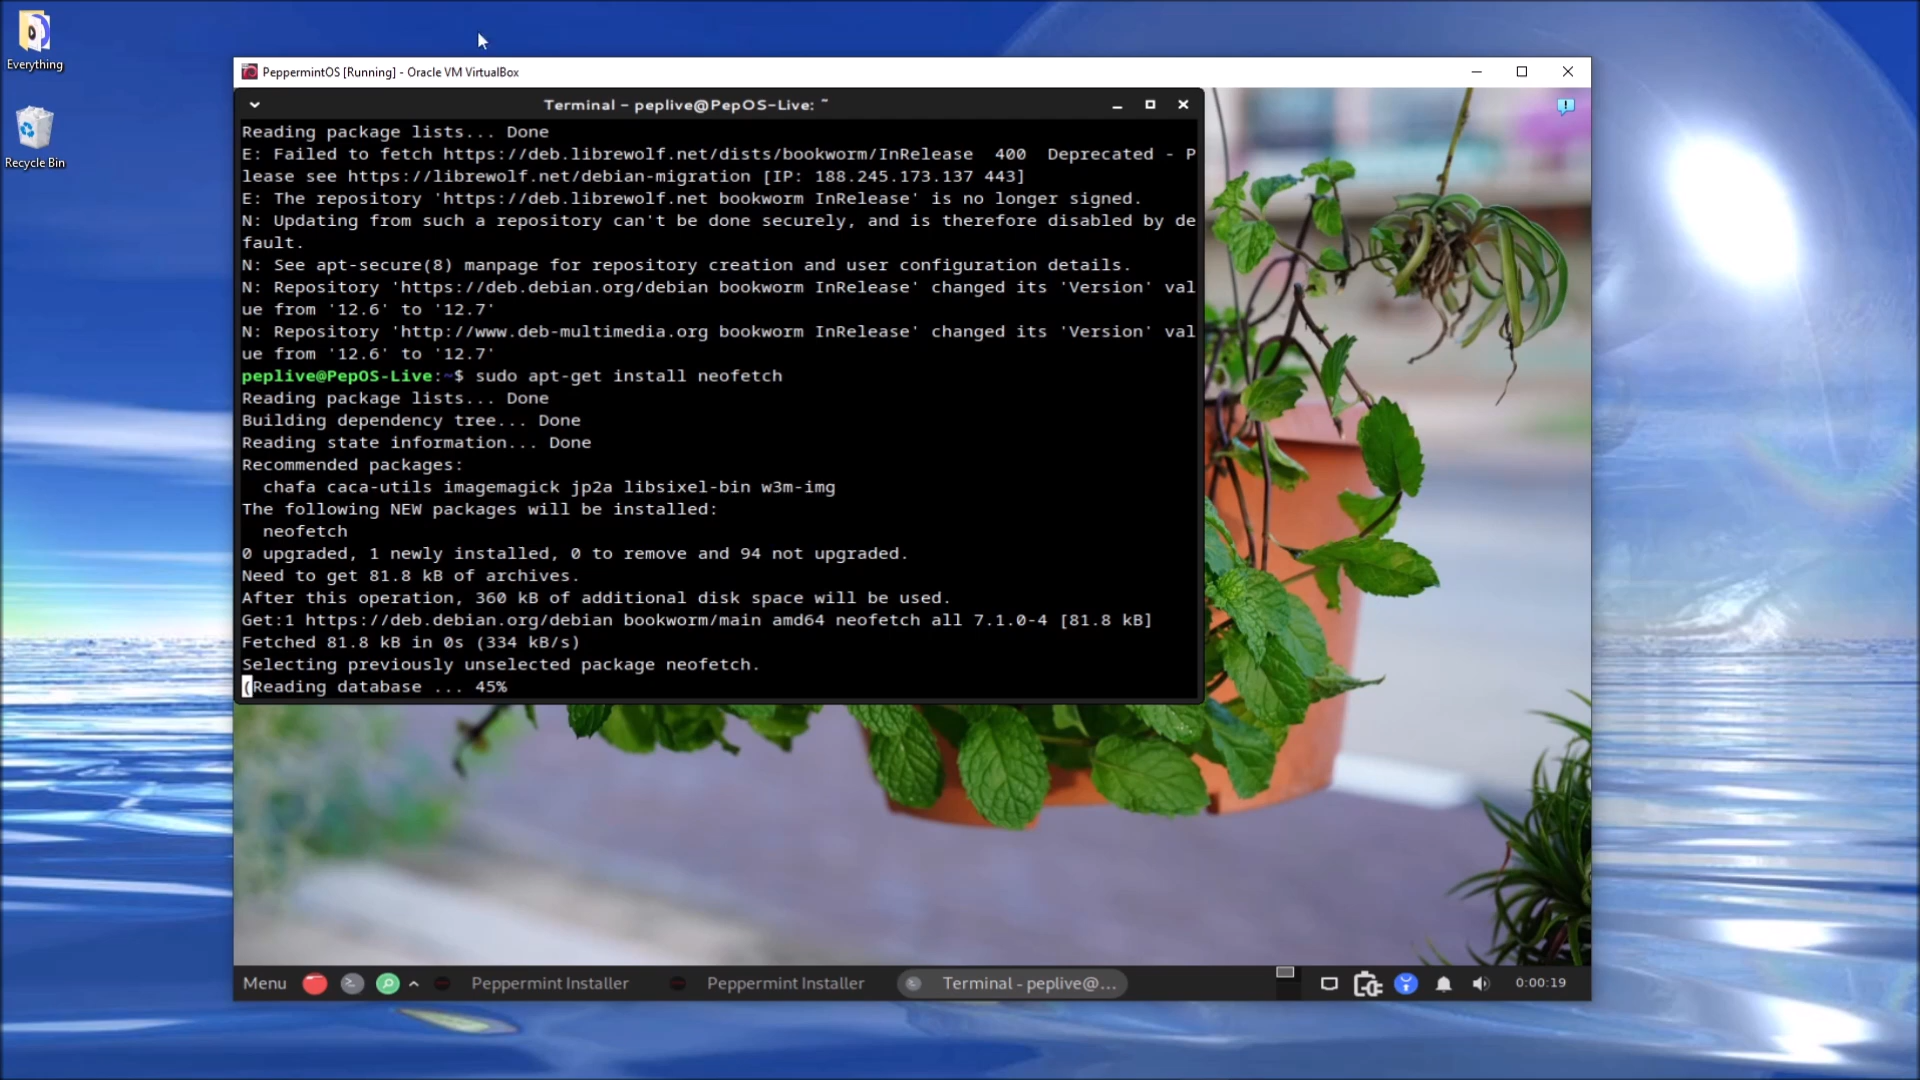 Everything
Recycle Bin
PeppermintOS [Running] - Oracle VM VirtualBox
Terminal - peplive@PepOS-Live: ~
Reading package lists... Done
E: Failed to fetch https://deb.librewolf.net/dists/bookworm/InRelease  400  Deprecated - P
lease see https://librewolf.net/debian-migration [IP: 188.245.173.137 443]
E: The repository 'https://deb.librewolf.net bookworm InRelease' is no longer signed.
N: Updating from such a repository can't be done securely, and is therefore disabled by de
fault.
N: See apt-secure(8) manpage for repository creation and user configuration details.
N: Repository 'https://deb.debian.org/debian bookworm InRelease' changed its 'Version' val
ue from '12.6' to '12.7'
N: Repository 'http://www.deb-multimedia.org bookworm InRelease' changed its 'Version' val
ue from '12.6' to '12.7'
peplive@PepOS-Live:~$ sudo apt-get install neofetch
Reading package lists... Done
Building dependency tree... Done
Reading state information... Done
Recommended packages:
  chafa caca-utils imagemagick jp2a libsixel-bin w3m-img
The following NEW packages will be installed:
  neofetch
0 upgraded, 1 newly installed, 0 to remove and 94 not upgraded.
Need to get 81.8 kB of archives.
After this operation, 360 kB of additional disk space will be used.
Get:1 https://deb.debian.org/debian bookworm/main amd64 neofetch all 7.1.0-4 [81.8 kB]
Fetched 81.8 kB in 0s (334 kB/s)
Selecting previously unselected package neofetch.
(Reading database ... 45%
Menu
Peppermint Installer
Peppermint Installer
Terminal - peplive@...
0:00:19